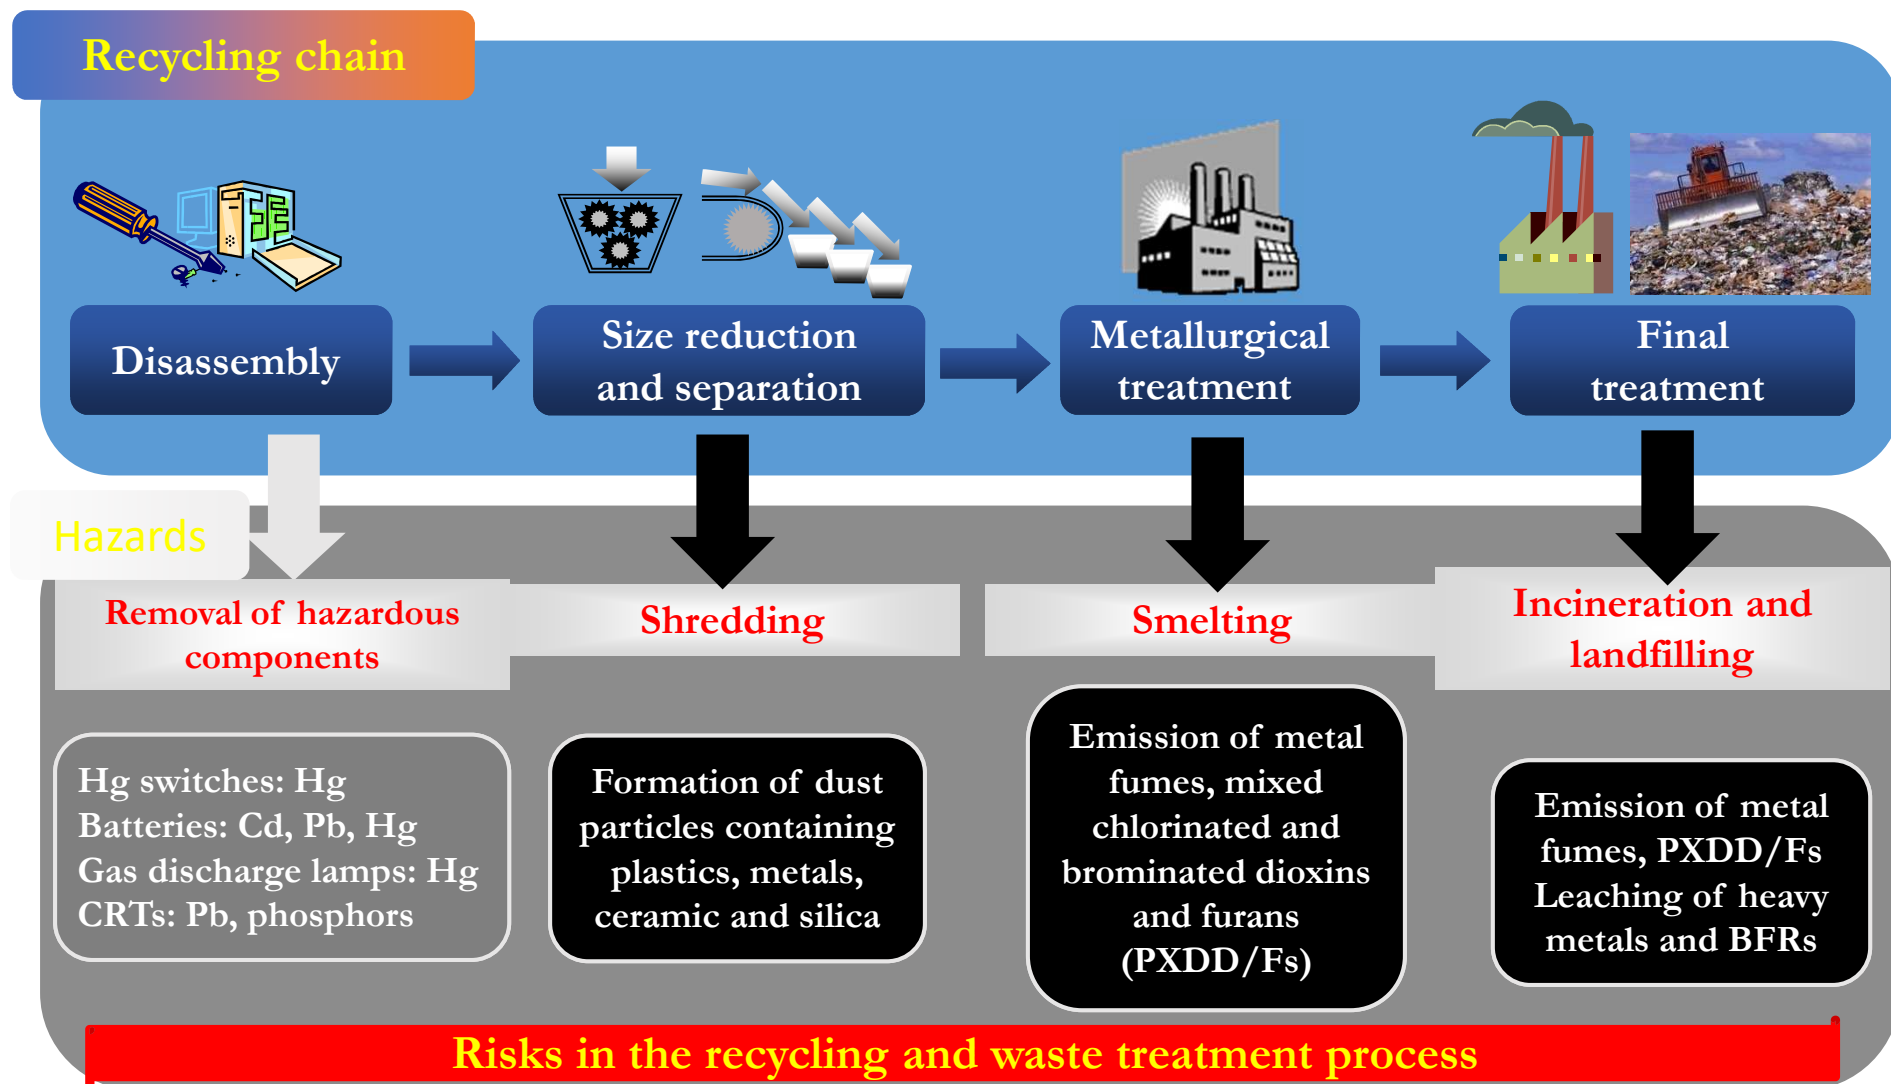 Recycling chain
Disassembly
Size reduction
and separation
Metallurgical
treatment
Final
treatment
Hazards
Removal of hazardous
components
Shredding
Smelting
Incineration and
landfilling
Hg switches: Hg
Batteries: Cd, Pb, Hg
Gas discharge lamps: Hg
CRTs: Pb, phosphors
Formation of dust
particles containing
plastics, metals,
ceramic and silica
Emission of metal
fumes, mixed
chlorinated and
brominated dioxins
and furans
(PXDD/Fs)
Emission of metal
fumes, PXDD/Fs
Leaching of heavy
metals and BFRs
Risks in the recycling and waste treatment process